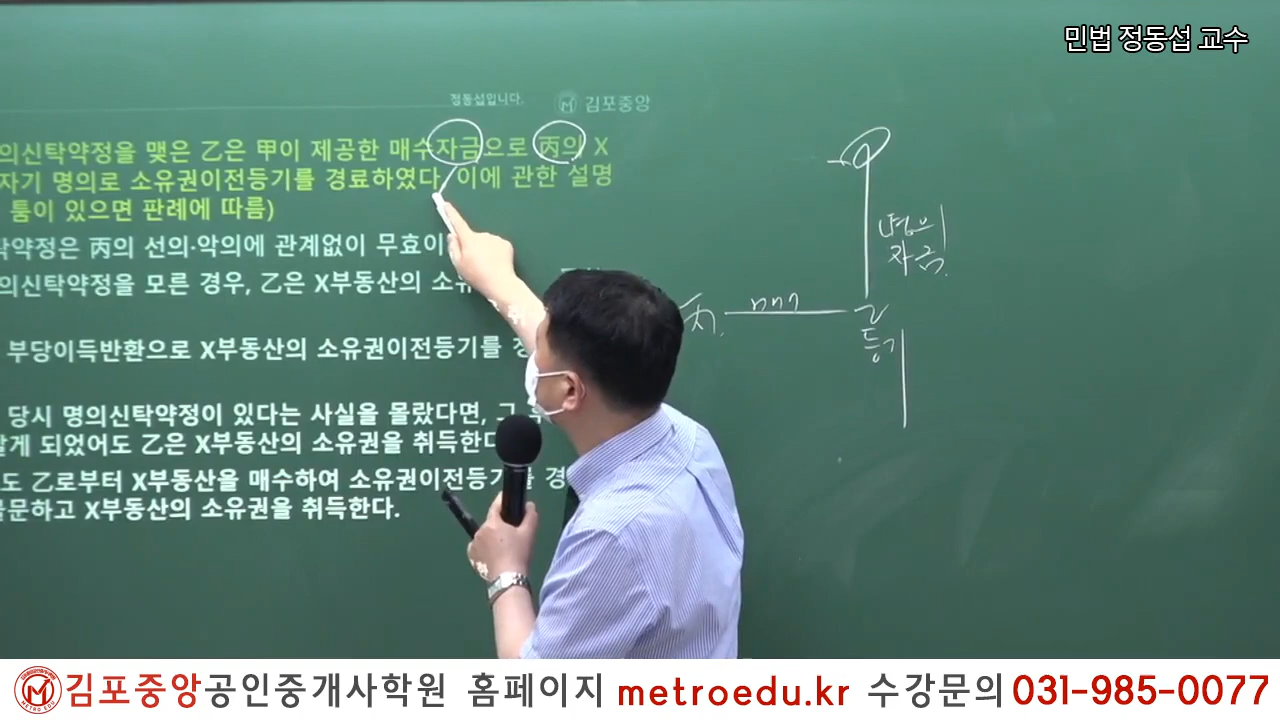 민법 정동섭 교수
정동섭입니다.
김포중앙
의신탁약정을 맺은 乙은 甲이 제공한 매수자금으로 丙의 X
자기 명의로 소유권이전등기를 경료하였다. 이에 관한 설명
툼이 있으면 판례에 따름)
탁약정은 丙의 선의·악의에 관계없이 무효이
의신탁약정을 모른 경우, 乙은 X부동산의 소유
부당이득반환으로 X부동산의 소유권이전등기를
당시 명의신탁약정이 있다는 사실을 몰랐다면, 그
알게 되었어도 乙은 X부동산의 소유권을 취득한다
도 乙로부터 X부동산을 매수하여 소유권이전등기를 경
불문하고 X부동산의 소유권을 취득한다.
명의
자금
丙
매매
乙
등기
김포중앙공인중개사학원 홈페이지 metroedu.kr 수강문의 031-985-0077
METRO EDU